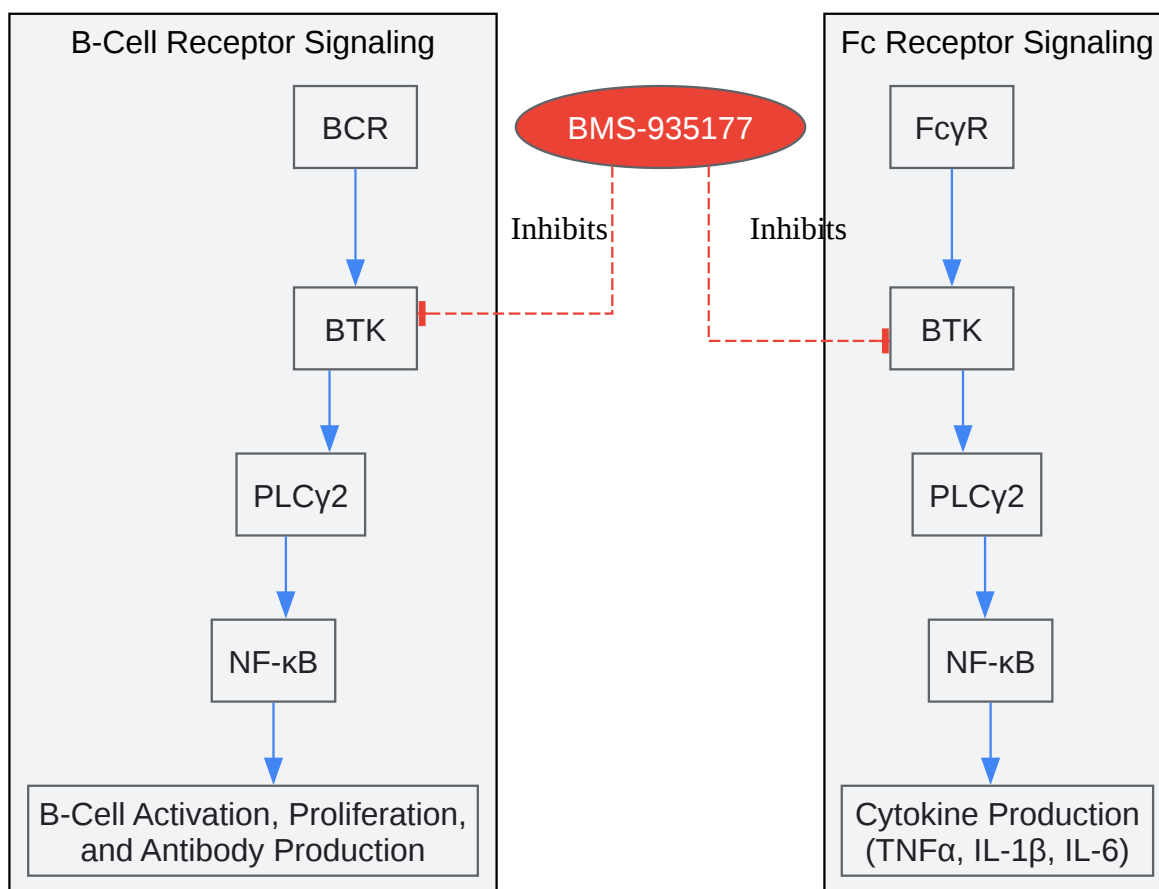 B-Cell Receptor Signaling
BCR
BTK
PLCγ2
NF-κB
B-Cell Activation, Proliferation,
and Antibody Production
BMS-935177
Inhibits
Inhibits
Fc Receptor Signaling
FcγR
BTK
PLCγ2
NF-κB
Cytokine Production
(TNFα, IL-1β, IL-6)